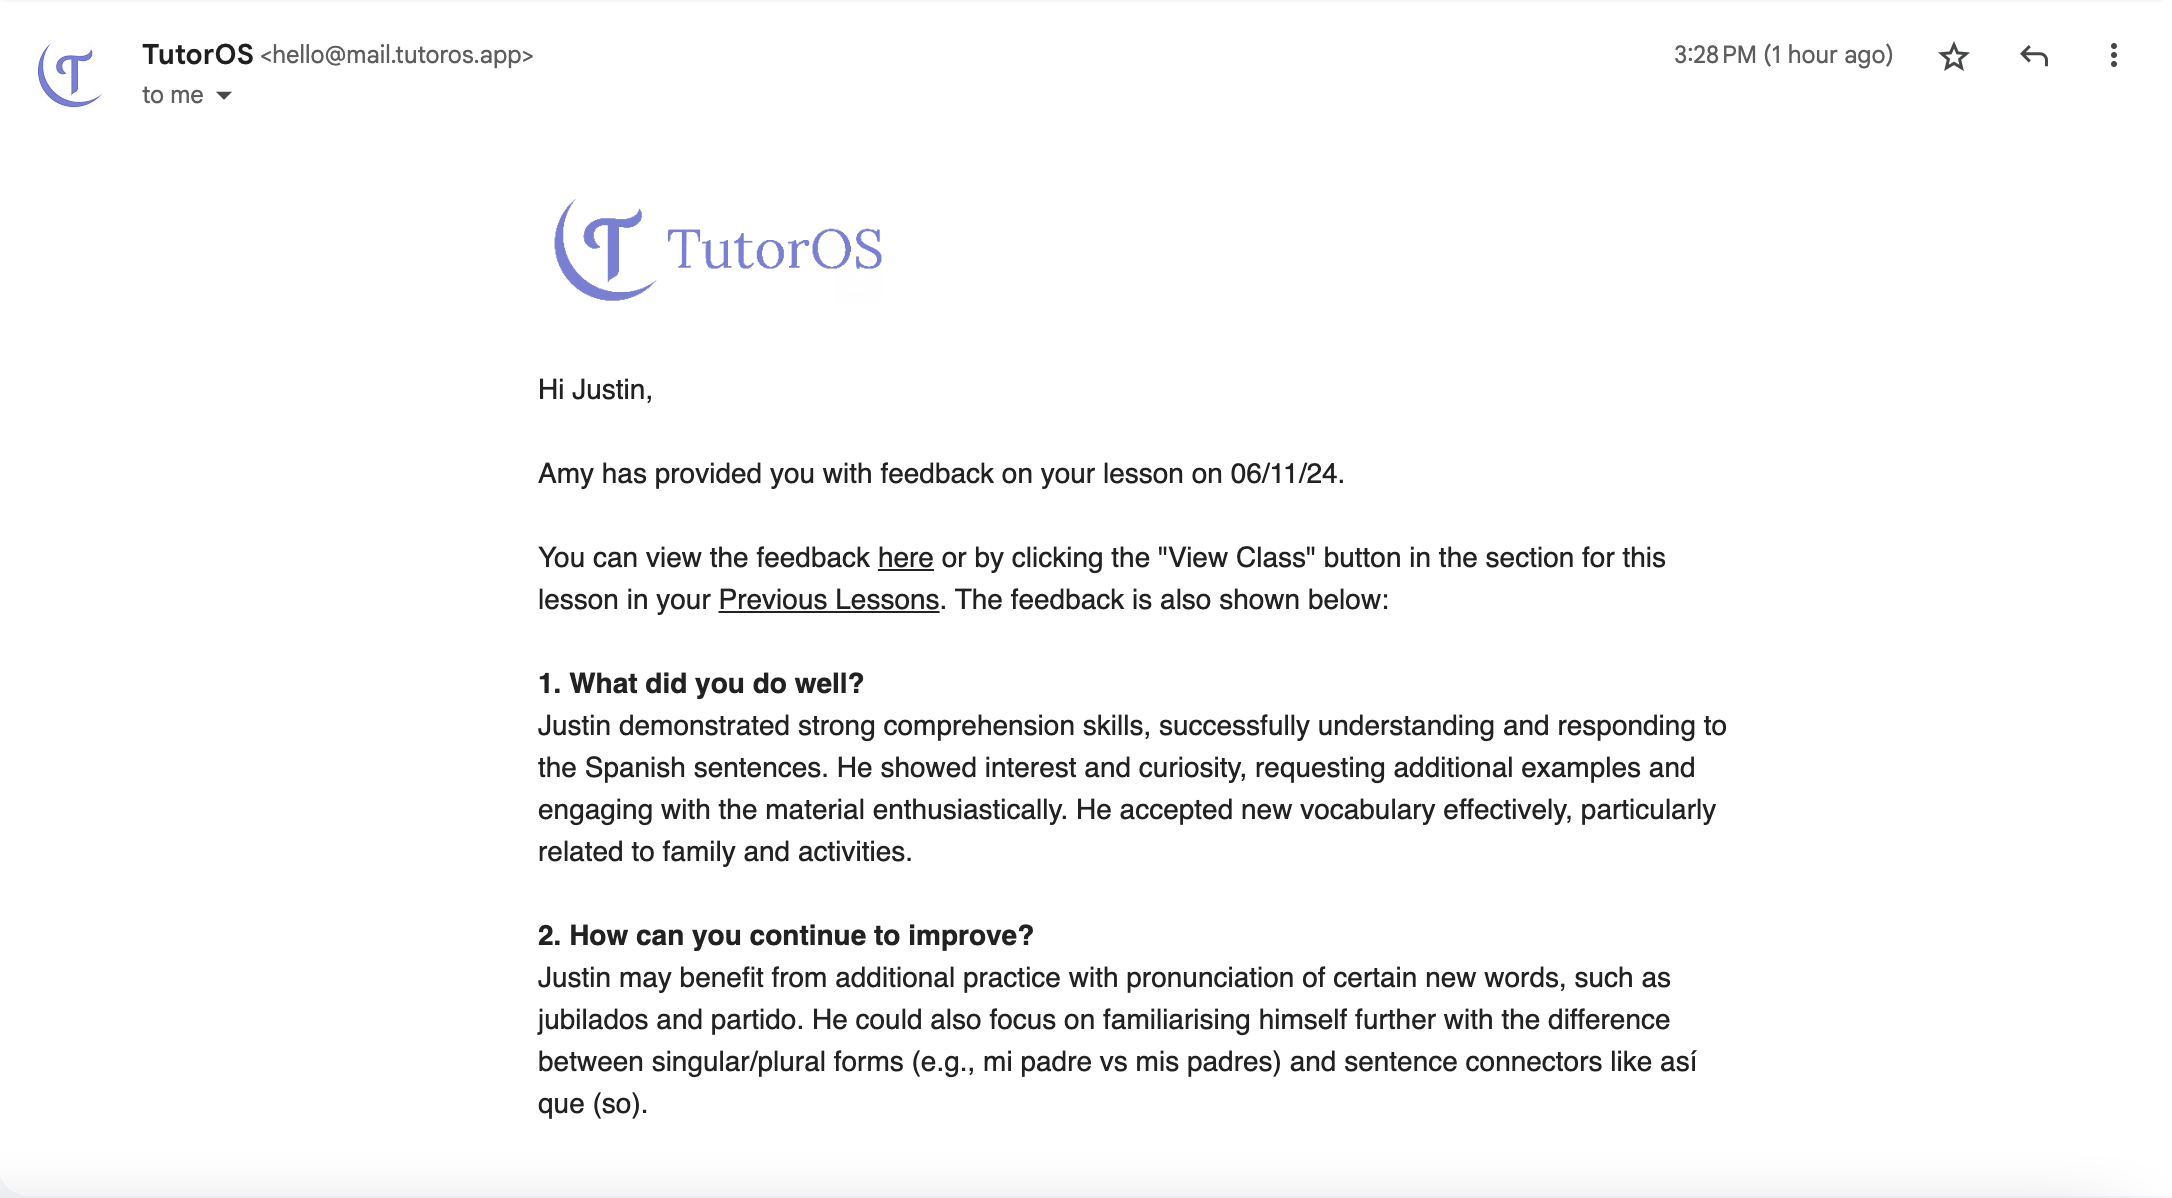 TutorOS <hello@mail.tutoros.app>
3:28 PM (1 hour ago)
to me
TutorOS
Hi Justin,
Amy has provided you with feedback on your lesson on 06/11/24.
You can view the feedback here or by clicking the "View Class" button in the section for this
lesson in your Previous Lessons. The feedback is also shown below:
1. What did you do well?
Justin demonstrated strong comprehension skills, successfully understanding and responding to
the Spanish sentences. He showed interest and curiosity, requesting additional examples and
engaging with the material enthusiastically. He accepted new vocabulary effectively, particularly
related to family and activities.
2. How can you continue to improve?
Justin may benefit from additional practice with pronunciation of certain new words, such as
jubilados and partido. He could also focus on familiarising himself further with the difference
between singular/plural forms (e.g., mi padre vs mis padres) and sentence connectors like así
que (so).